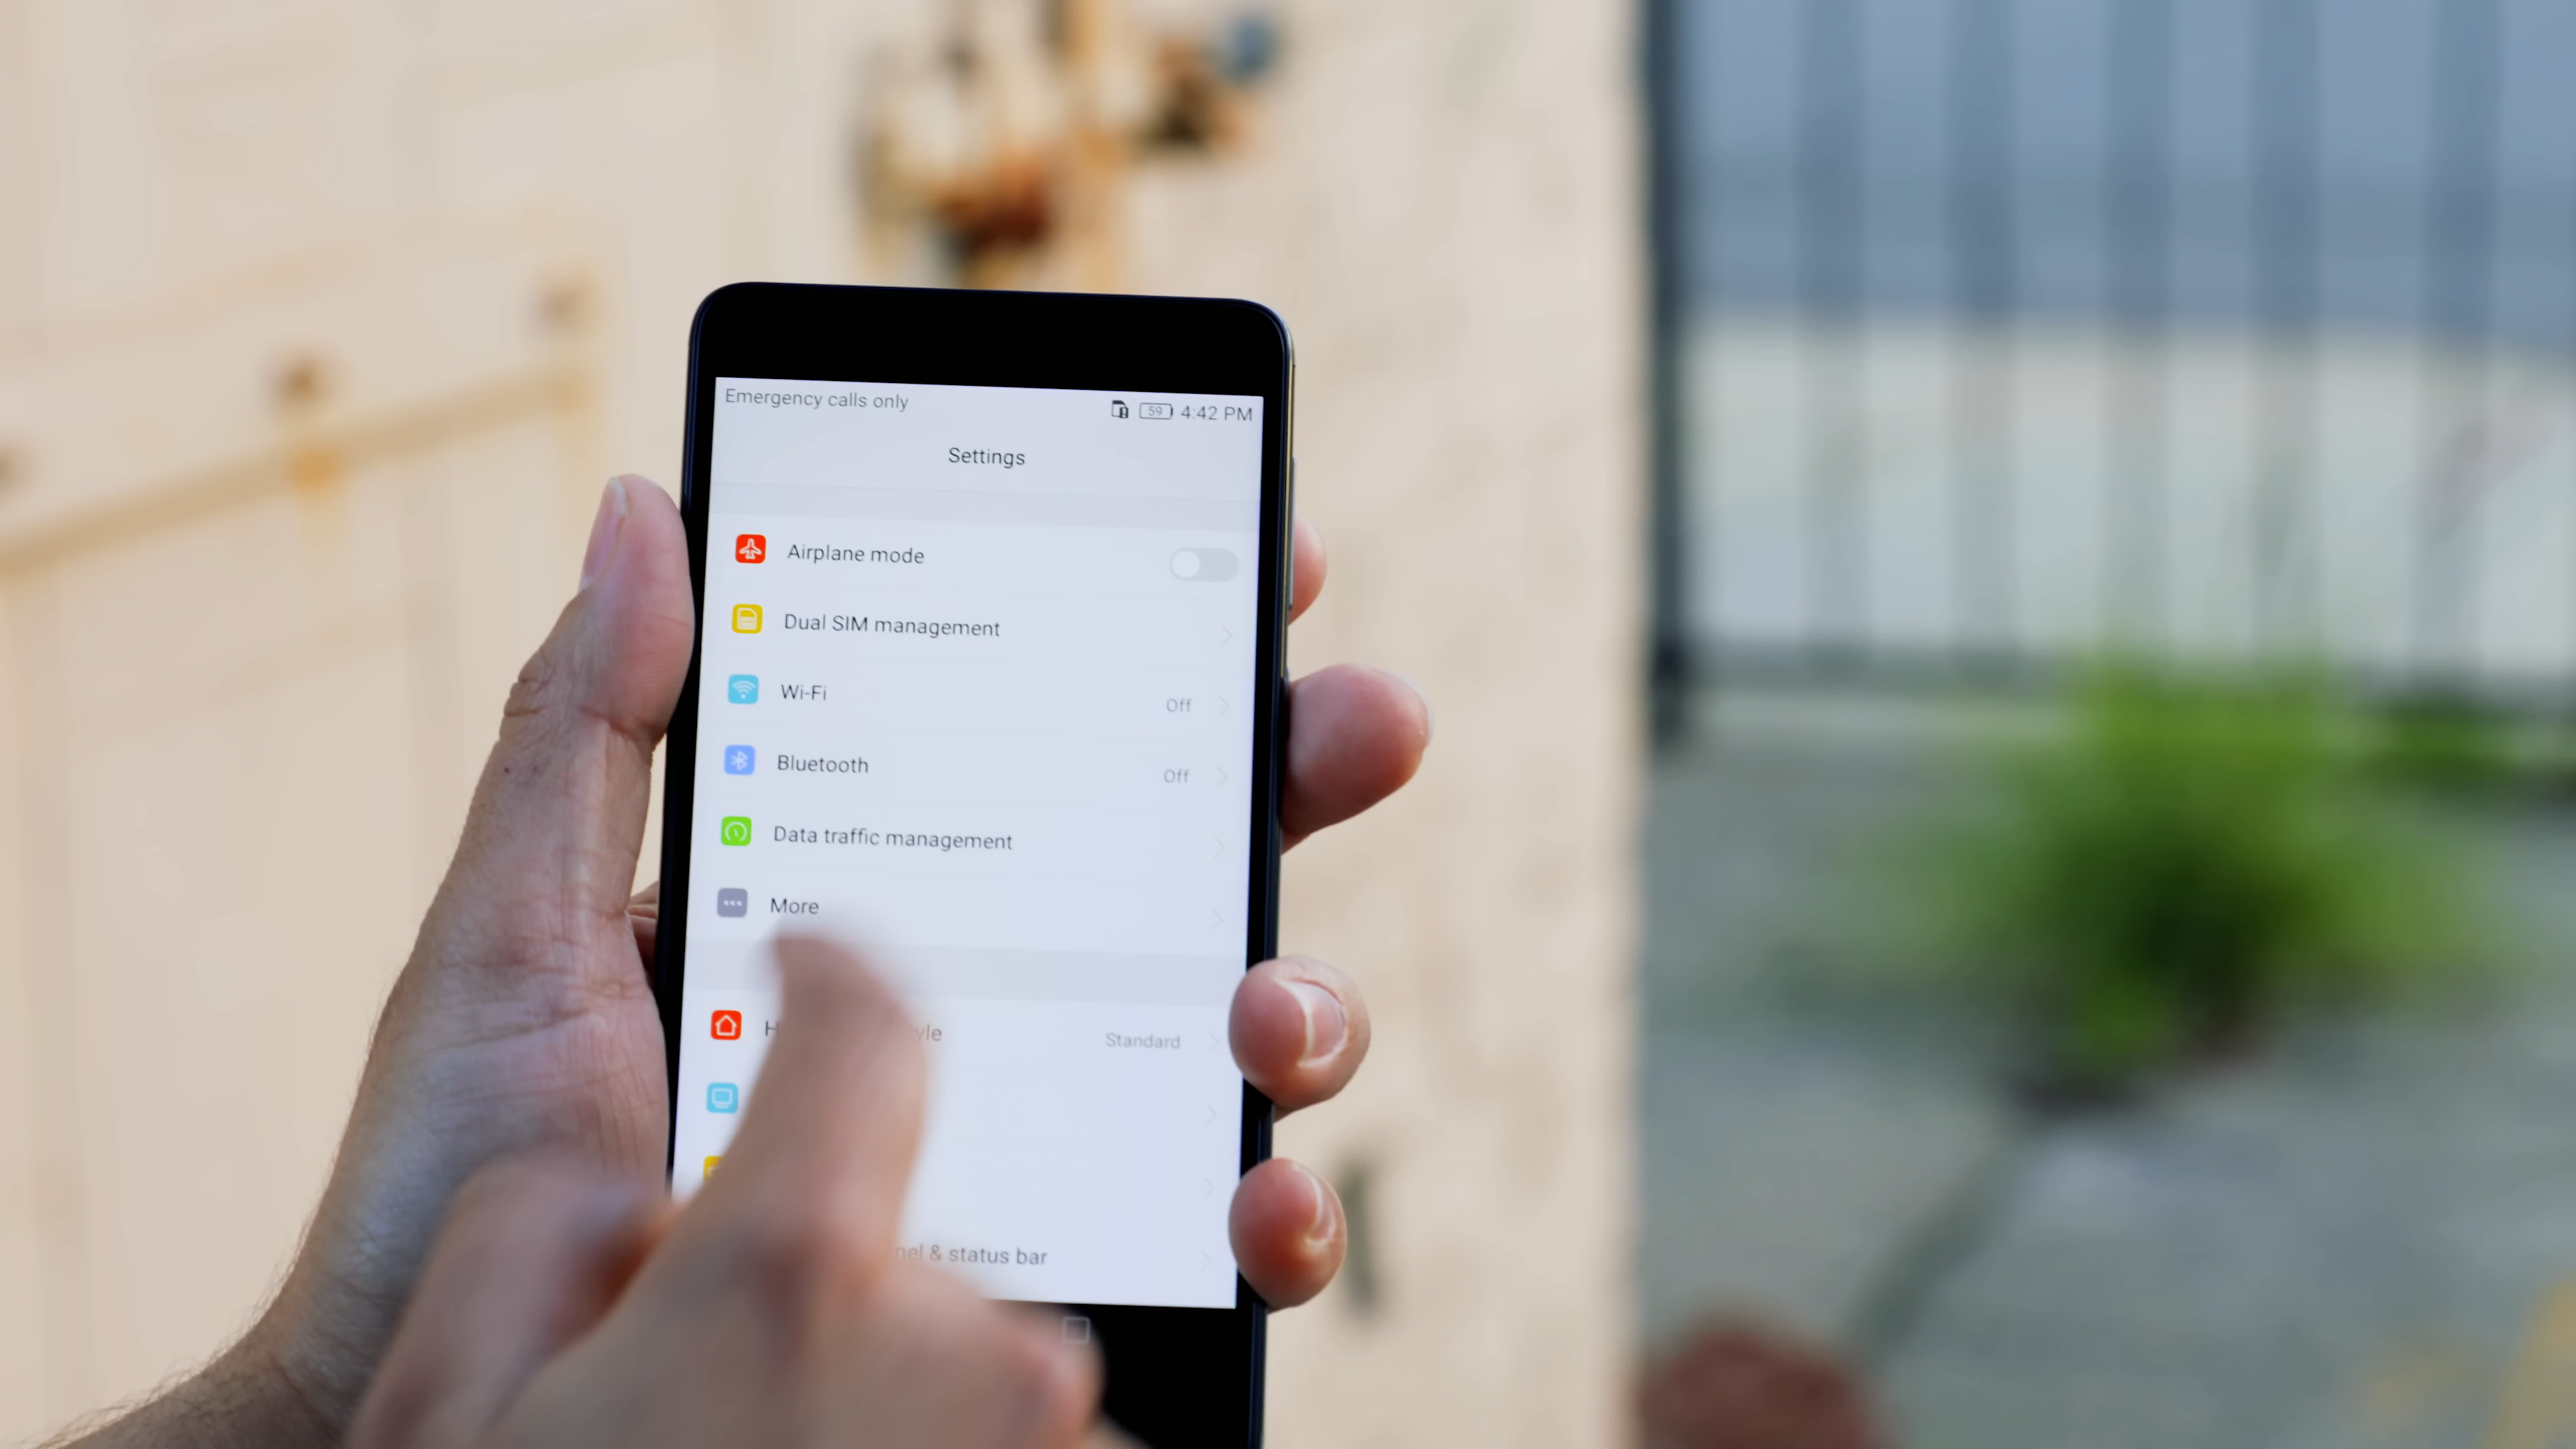 Emergency calls only 59 4:42 PM
Settings
Airplane mode
Dual SIM management
Wi-Fi Off
Bluetooth Off
Data traffic management
More
Standard
& status bar